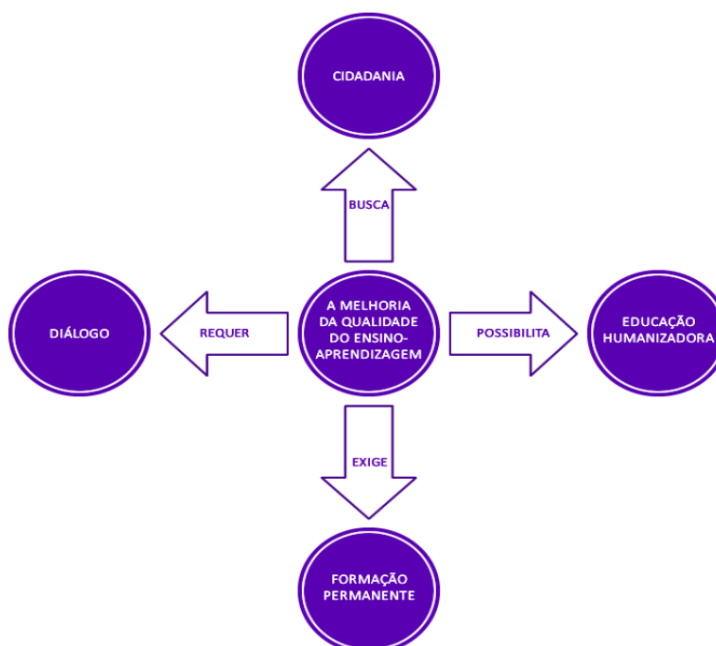 CIDADANIA
BUSCA
DIÁLOGO
REQUER
A MELHORIA
DA QUALIDADE
DO ENSINO-
APRENDIZAGEM
POSSIBILITA
EDUCAÇÃO
HUMANIZADORA
EXIGE
FORMAÇÃO
PERMANENTE